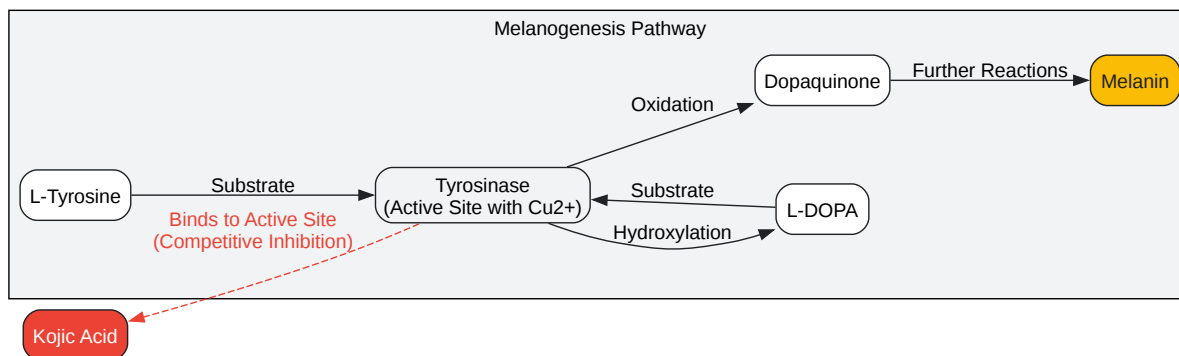 Melanogenesis Pathway
Dopaquinone
Further Reactions
Melanin
Oxidation
L-Tyrosine
Substrate
Tyrosinase
(Active Site with Cu2+)
Substrate
L-DOPA
Hydroxylation
Binds to Active Site
(Competitive Inhibition)
Kojic Acid